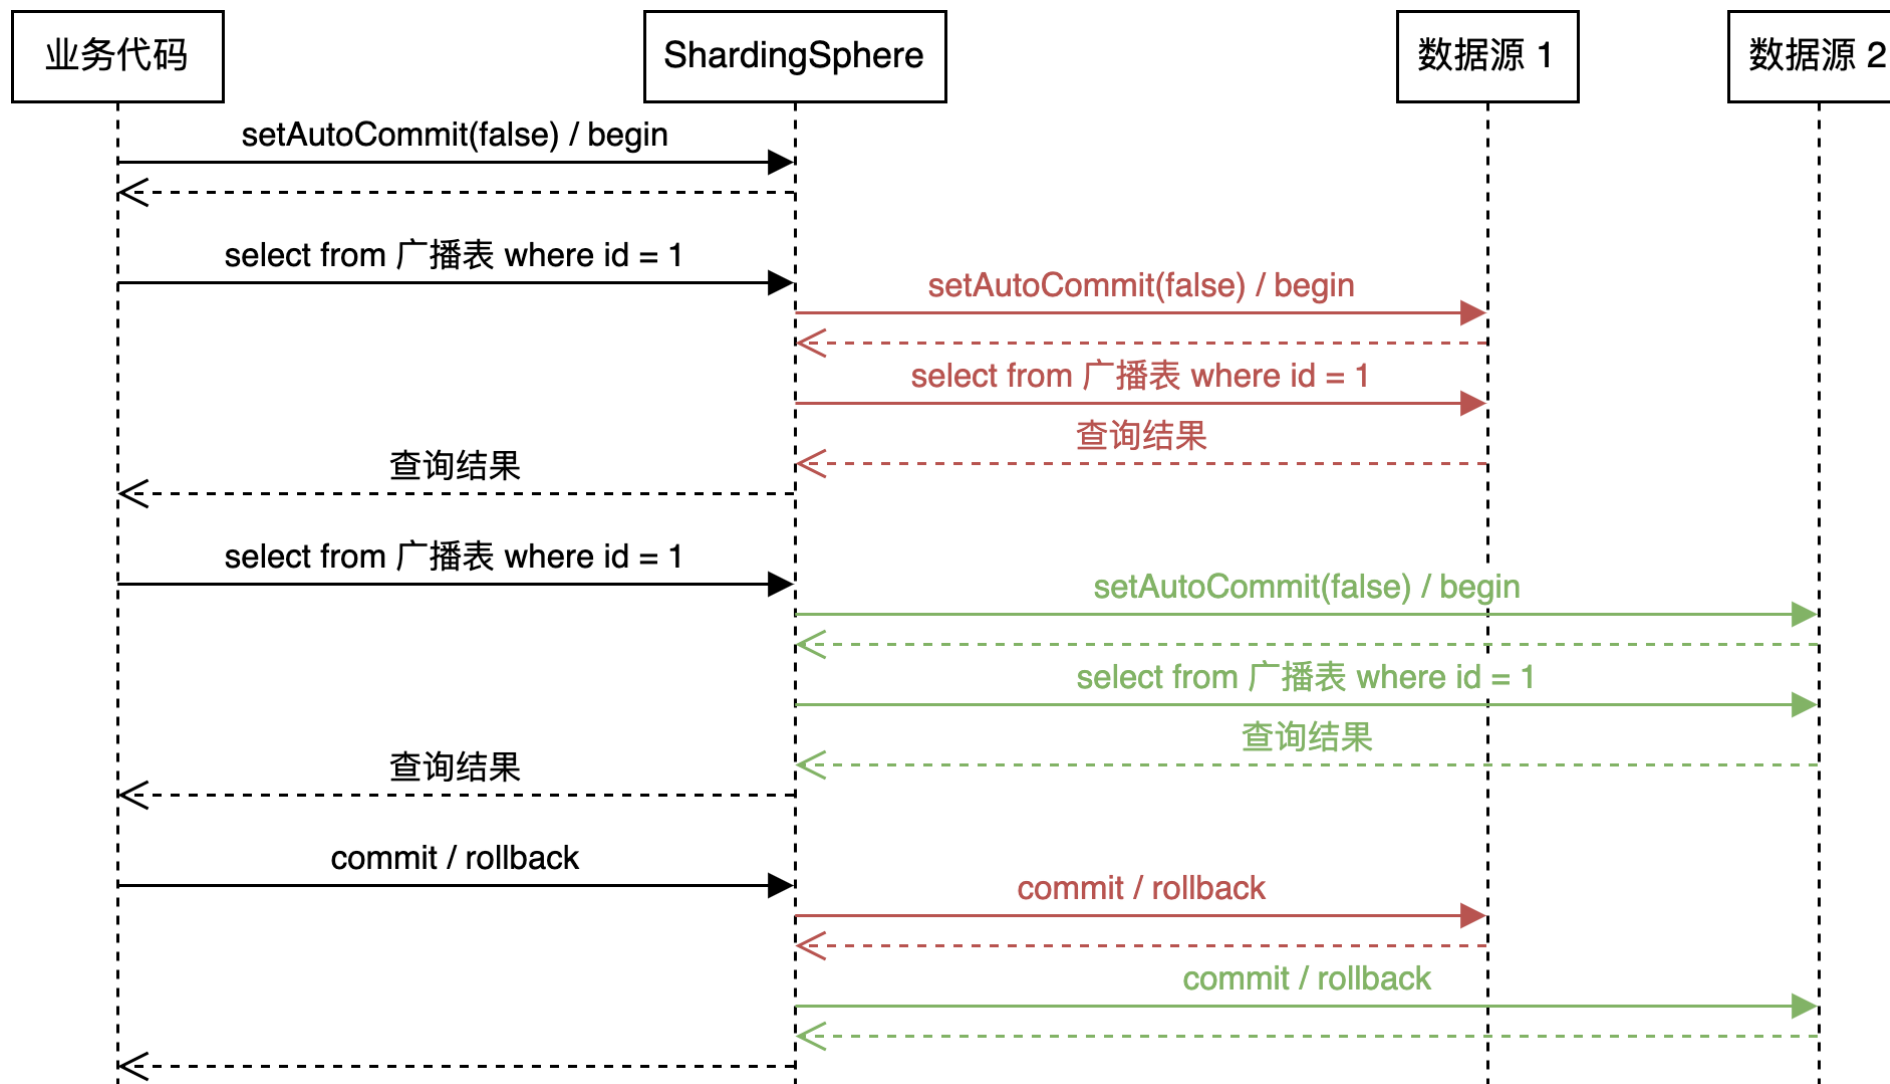 业务代码
ShardingSphere
数据源 1
数据源 2
setAutoCommit(false) / begin
select from 广播表 where id = 1
setAutoCommit(false) / begin
select from 广播表 where id = 1
查询结果
查询结果
select from 广播表 where id = 1
setAutoCommit(false) / begin
select from 广播表 where id = 1
查询结果
查询结果
commit / rollback
commit / rollback
commit / rollback